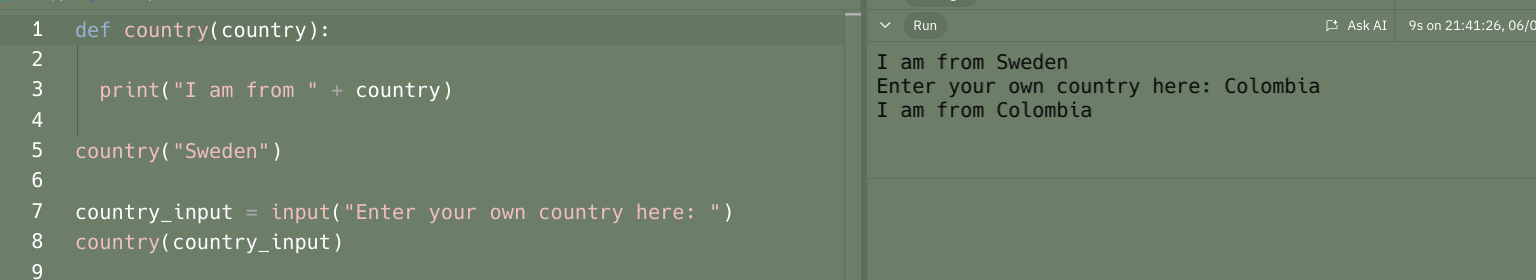 1 def country(country):
2
3 print("I am from " + country)
4
5 country("Sweden")
6
7 country_input = input("Enter your own country here: ")
8 country(country_input)
9
Run
Ask AI
9s on 21:41:26, 06/0
I am from Sweden
Enter your own country here: Colombia
I am from Colombia